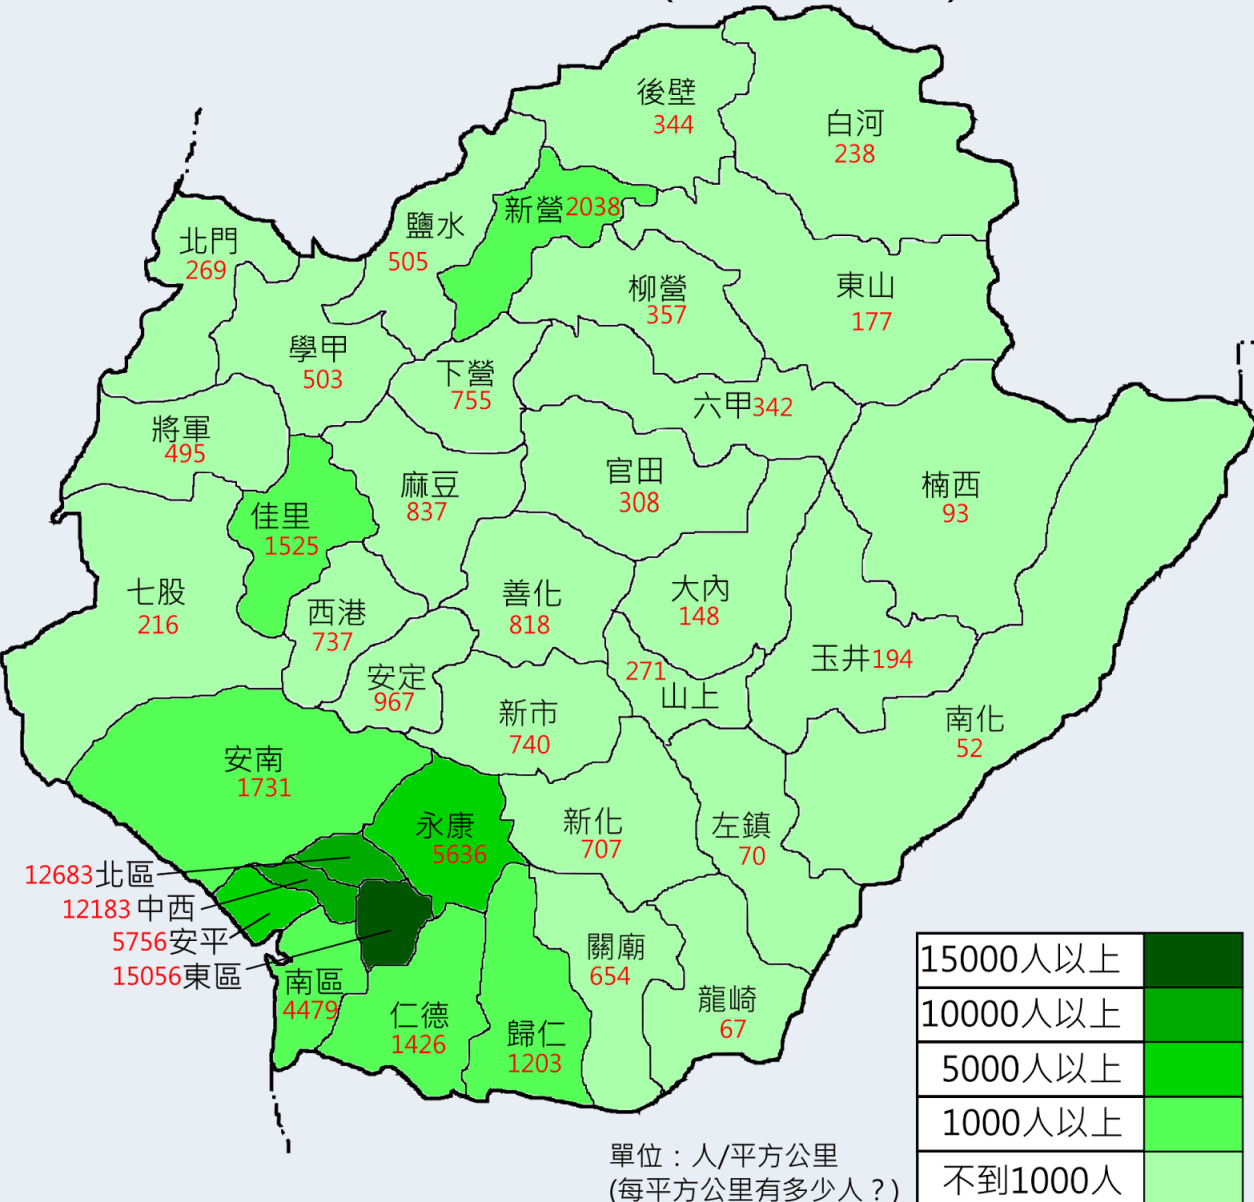 後壁
344
白河
238
新營2038
鹽水
505
北門
269
柳營
357
東山
177
學甲
503
下營
755
六甲342
將軍
495
麻豆
837
官田
308
楠西
93
佳里
1525
七股
216
西港
737
善化
818
大內
148
安定
967
271
山上
玉井194
新市
740
南化
52
安南
1731
永康
5636
新化
707
左鎮
70
12683北區
12183中西
5756安平
15056東區
南區
4479
仁德
1426
歸仁
1203
關廟
654
龍崎
67
15000人以上
10000人以上
5000人以上
1000人以上
不到1000人
單位：人/平方公里
(每平方公里有多少人？)